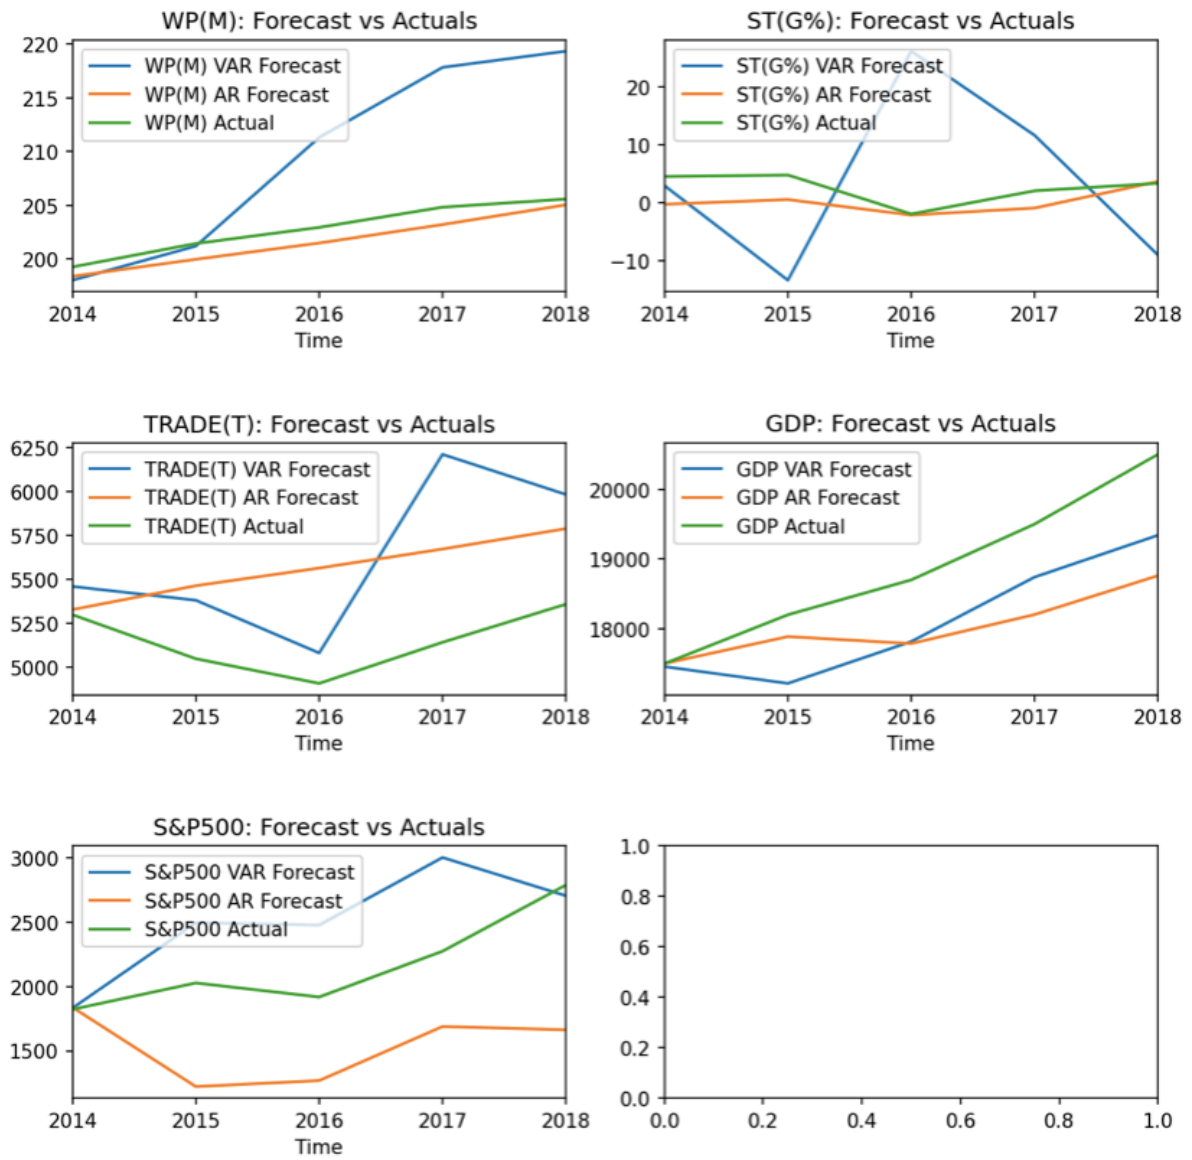 WP(M): Forecast vs Actuals
220
215
210
205
200
WP(M) VAR Forecast
WP(M) AR Forecast
WP(M) Actual
2014 2015 2016 2017 2018
Time
ST(G%): Forecast vs Actuals
20
10
0
−10
ST(G%) VAR Forecast
ST(G%) AR Forecast
ST(G%) Actual
2014 2015 2016 2017 2018
Time
TRADE(T): Forecast vs Actuals
6250
6000
5750
5500
5250
5000
TRADE(T) VAR Forecast
TRADE(T) AR Forecast
TRADE(T) Actual
2014 2015 2016 2017 2018
Time
GDP: Forecast vs Actuals
20000
19000
18000
GDP VAR Forecast
GDP AR Forecast
GDP Actual
2014 2015 2016 2017 2018
Time
S&P500: Forecast vs Actuals
3000
2500
2000
1500
S&P500 VAR Forecast
S&P500 AR Forecast
S&P500 Actual
2014 2015 2016 2017 2018
Time
1.0
0.8
0.6
0.4
0.2
0.0
0.0 0.2 0.4 0.6 0.8 1.0